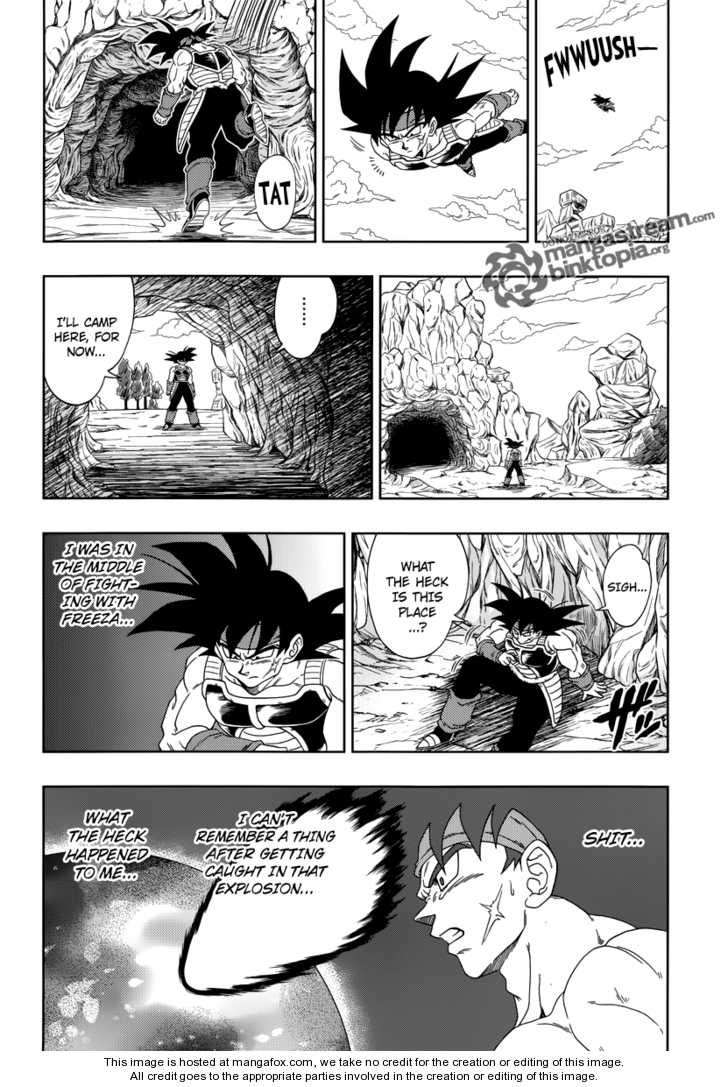 FWWUUSH—
TAT
DO NOT REMOVE
mangastream.com
binktopia.org
.......
I'LL CAMP
HERE, FOR
NOW...
SIGH...
WHAT
THE HECK
IS THIS
PLACE
...?
I WAS IN
THE MIDDLE
OF FIGHT-
ING WITH
FREEZA...
SHIT...
I CAN'T
REMEMBER A THING
AFTER GETTING
CAUGHT IN THAT
EXPLOSION...
WHAT
THE HECK
HAPPENED
TO ME...
This image is hosted at mangafox.com, we take no credit for the creation or editing of this image.
All credit goes to the appropriate parties involved in the creation or editing of this image.